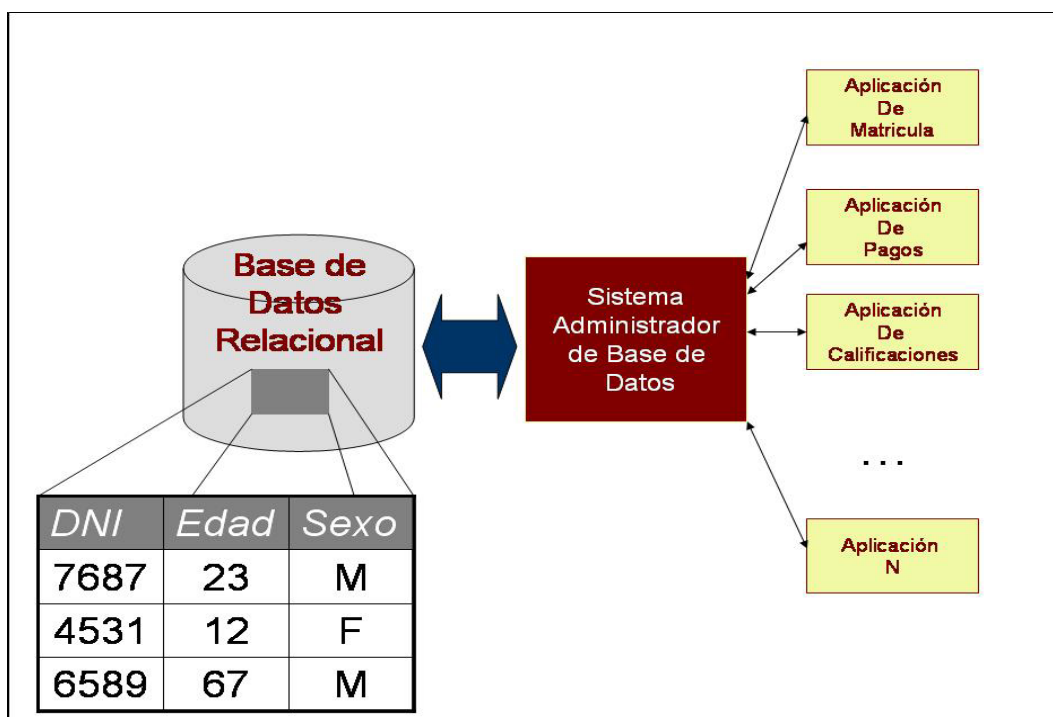 Aplicación
De
Matricula
Aplicación
De
Pagos
Base de
Datos
Relacional
Sistema
Administrador
de Base de
Datos
Aplicación
De
Calificaciones
...
DNI Edad Sexo
7687 23 M
4531 12 F
6589 67 M
Aplicación
N